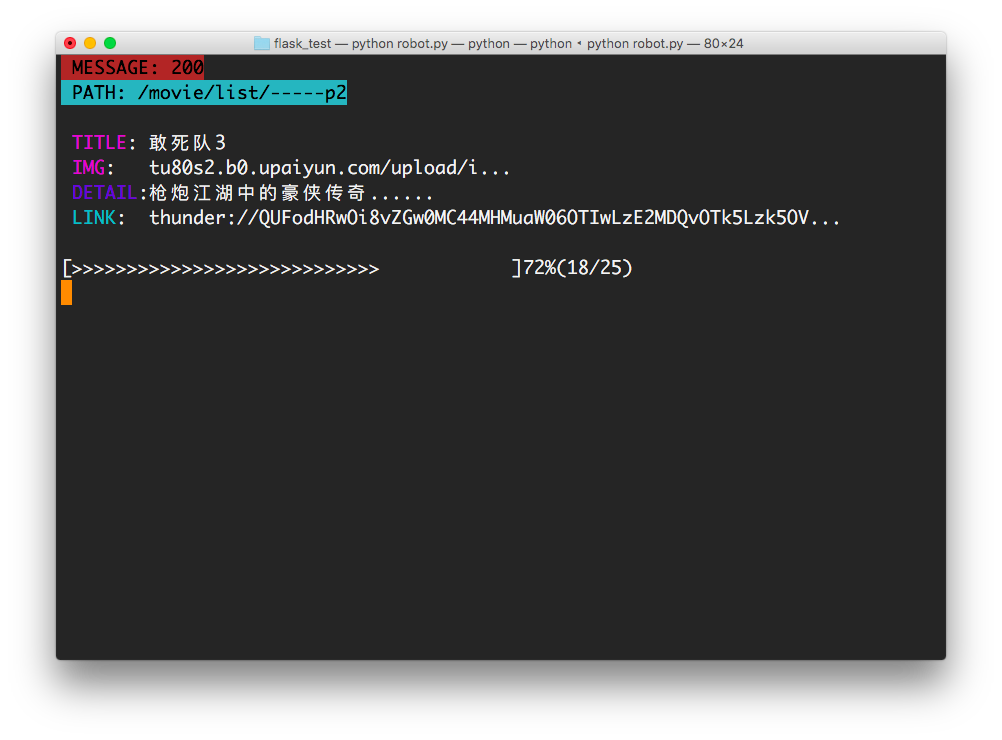 flask_test — python robot.py — python — python ◂ python robot.py — 80×24
MESSAGE: 200
PATH: /movie/list/-----p2
TITLE: 敢死队3
IMG: tu80s2.b0.upaiyun.com/upload/i...
DETAIL:枪炮江湖中的豪侠传奇......
LINK: thunder://QUFodHRwOi8vZGw0MC44MHMuaW06OTIwLzE2MDQvOTk5Lzk5OV...
[>>>>>>>>>>>>>>>>>>>>>>>>>>>> ]72%(18/25)